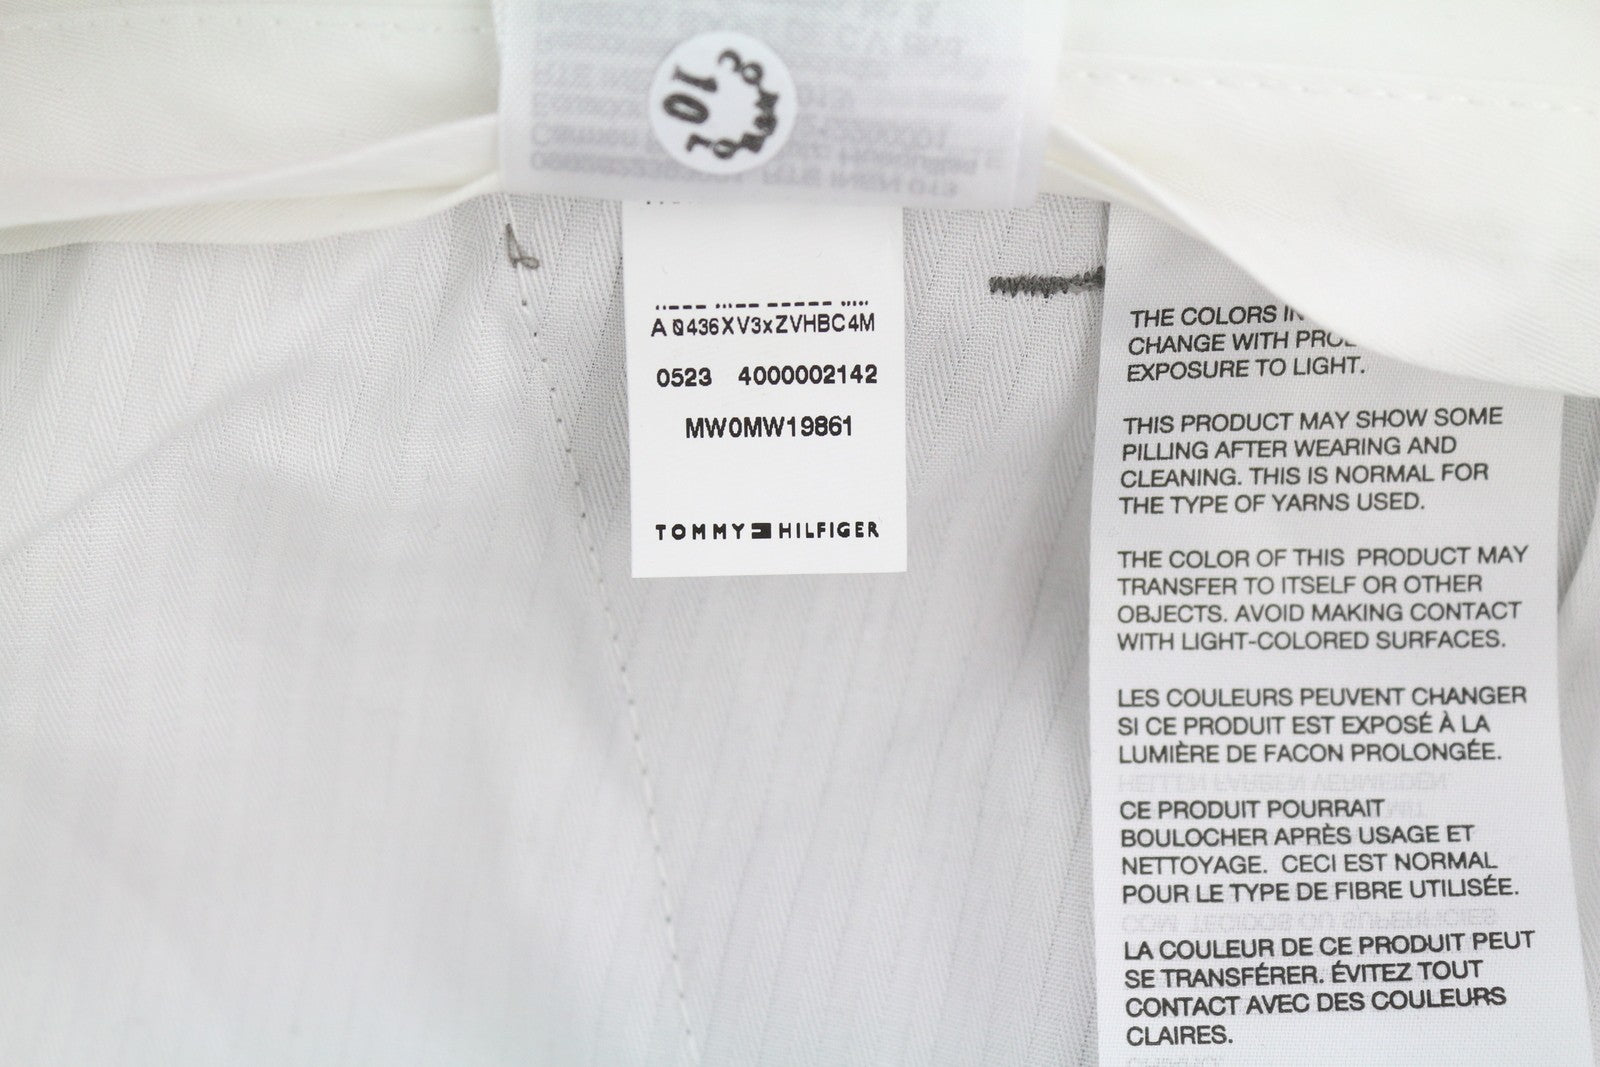 10
A0436XV3xZVHBC4M
0523 4000002142
MW0MW19861
TOMMY HILFIGER
THE COLORS IN
CHANGE WITH
EXPOSURE TO LIGHT.
THIS PRODUCT MAY SHOW SOME
PILLING AFTER WEARING AND
CLEANING. THIS IS NORMAL FOR
THE TYPE OF YARNS USED.
THE COLOR OF THIS PRODUCT MAY
TRANSFER TO ITSELF OR OTHER
OBJECTS. AVOID MAKING CONTACT
WITH LIGHT-COLORED SURFACES.
LES COULEURS PEUVENT CHANGER
SI CE PRODUIT EST EXPOSÉ À LA
LUMIÈRE DE FACON PROLONGÉE.
CE PRODUIT POURRAIT
BOULOCHER APRÈS USAGE ET
NETTOYAGE. CECI EST NORMAL
POUR LE TYPE DE FIBRE UTILISÉE.
LA COULEUR DE CE PRODUIT PEUT
SE TRANSFÉRER. ÉVITEZ TOUT
CONTACT AVEC DES COULEURS
CLAIRES.